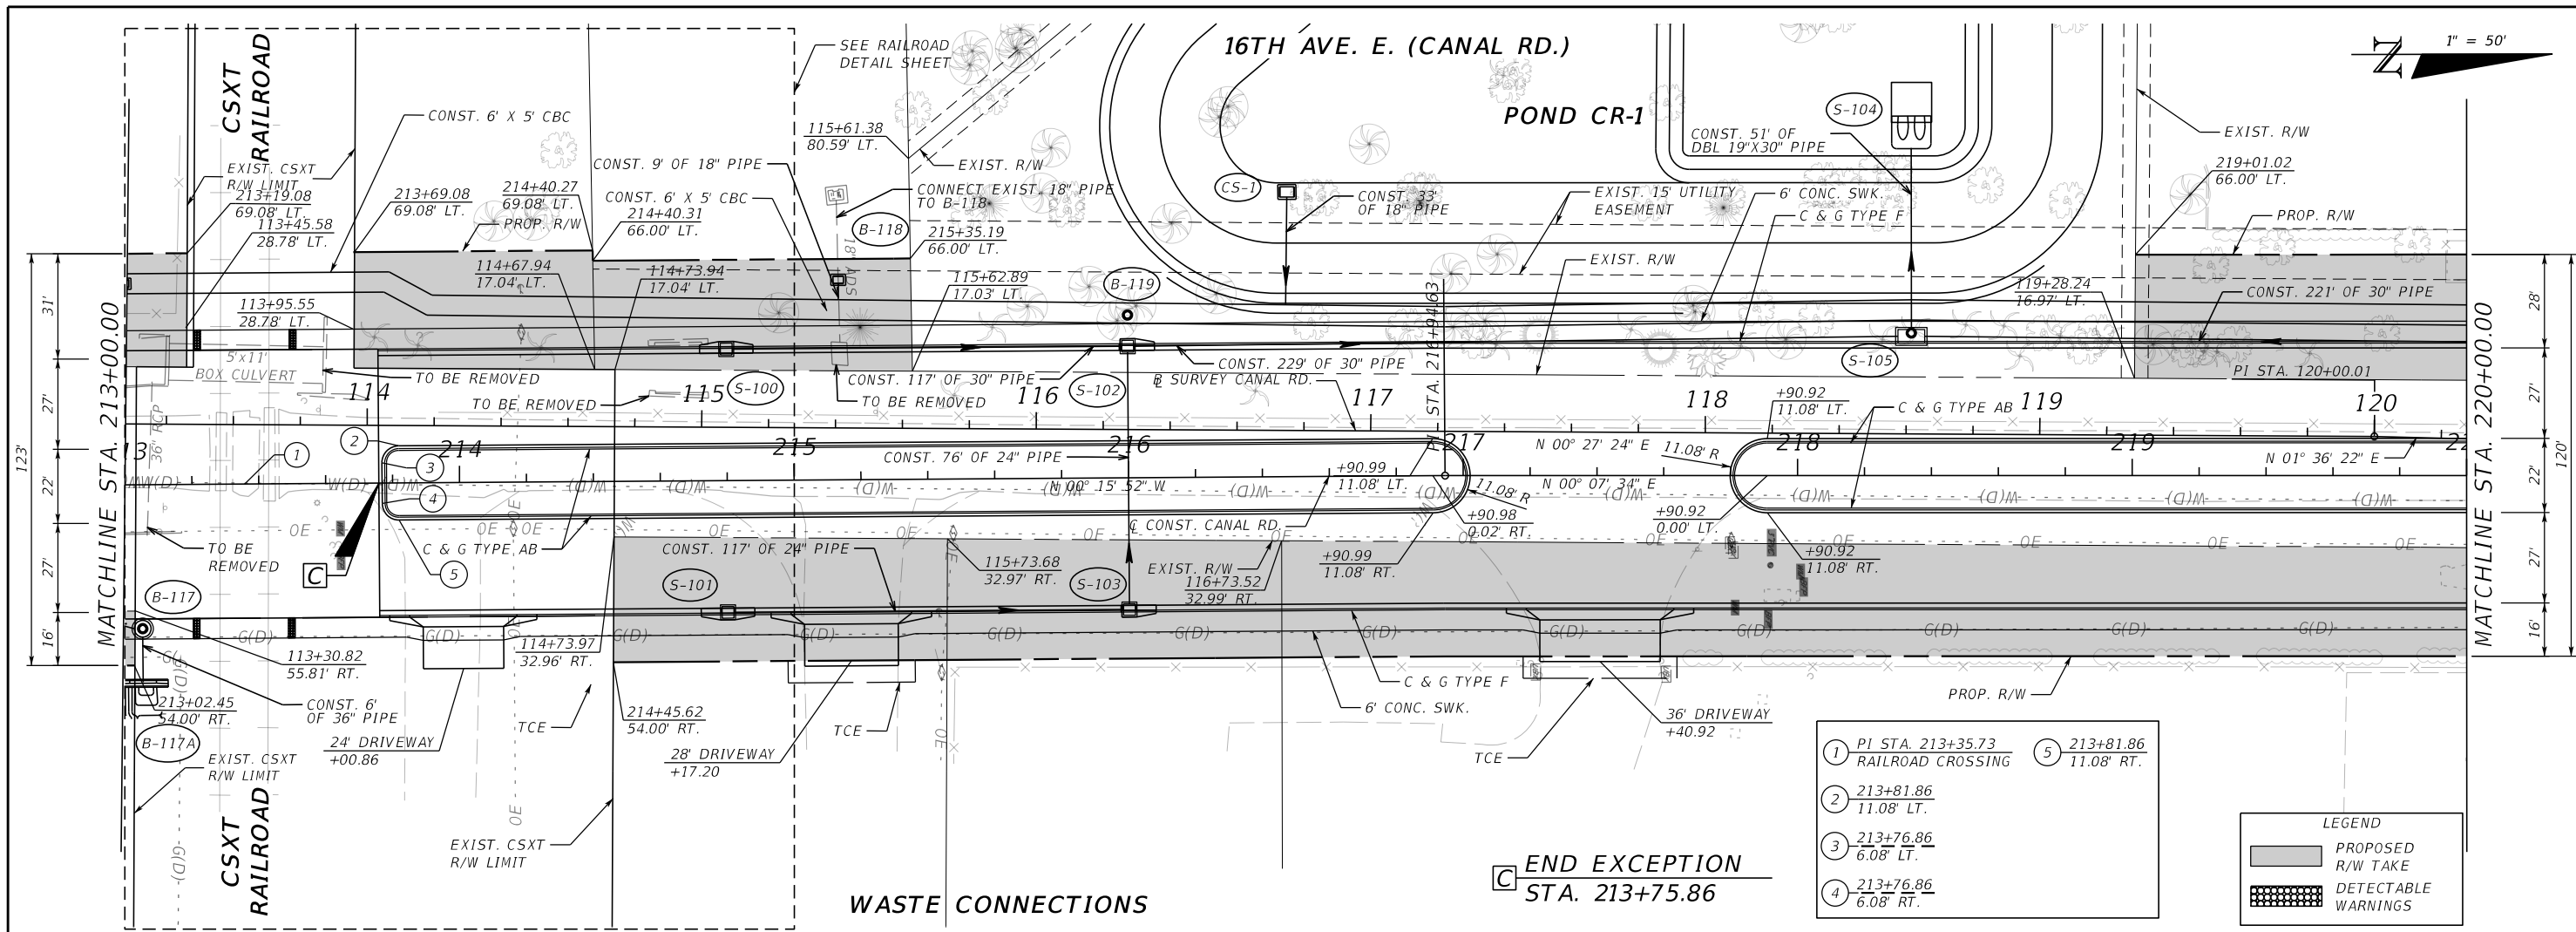 16TH AVE. E. (CANAL RD.)
POND CR-1
1" = 50'
N
CSXT
RAILROAD
SEE RAILROAD
DETAIL SHEET
CONST. 6' X 5' CBC
EXIST. CSXT
R/W LIMIT
213+19.08
69.08' LT.
113+45.58
28.78' LT.
213+69.08
69.08' LT.
214+40.27
69.08' LT.
PROP. R/W
CONST. 9' OF 18" PIPE
CONST. 6' X 5' CBC
214+40.31
66.00' LT.
115+61.38
80.59' LT.
EXIST. R/W
CONNECT EXIST. 18" PIPE
TO B-118
B-118
18" ADS
215+35.19
66.00' LT.
CS-1
CONST. 33'
OF 18" PIPE
EXIST. 15' UTILITY
EASEMENT
6' CONC. SWK.
C & G TYPE F
EXIST. R/W
S-104
CONST. 51' OF
DBL 19"X30" PIPE
EXIST. R/W
219+01.02
66.00' LT.
PROP. R/W
119+28.24
16.97' LT.
CONST. 221' OF 30" PIPE
113+95.55
28.78' LT.
114+67.94
17.04' LT.
114+73.94
17.04' LT.
115+62.89
17.03' LT.
B-119
PI STA. 216+94.63
5'x11'
BOX CULVERT
TO BE REMOVED
TO BE REMOVED
S-100
CONST. 117' OF 30" PIPE
TO BE REMOVED
S-102
CONST. 229' OF 30" PIPE
B SURVEY CANAL RD.
S-105
PI STA. 120+00.01
114
115
116
117
118
119
120
36" RCP
13
1
2
3
4
5
214
215
216
217
218
219
22
CONST. 76' OF 24" PIPE
N 00° 15' 52" W
+90.99
11.08' LT.
11.08' R
N 00° 27' 24" E
N 00° 07' 34" E
11.08' R
+90.92
11.08' LT.
C & G TYPE AB
N 01° 36' 22" E
+90.92
0.00' LT.
+90.98
0.02' RT.
+90.99
11.08' RT.
+90.92
11.08' RT.
TO BE
REMOVED
C
C & G TYPE AB
CONST. 117' OF 24" PIPE
℄ CONST. CANAL RD.
115+73.68
32.97' RT.
EXIST. R/W
116+73.52
32.99' RT.
S-101
S-103
B-117
113+30.82
55.81' RT.
114+73.97
32.96' RT.
213+02.45
54.00' RT.
CONST. 6'
OF 36" PIPE
B-117A
EXIST. CSXT
R/W LIMIT
24' DRIVEWAY
+00.86
TCE
214+45.62
54.00' RT.
28' DRIVEWAY
+17.20
TCE
C & G TYPE F
6' CONC. SWK.
36' DRIVEWAY
+40.92
TCE
PROP. R/W
CSXT
RAILROAD
EXIST. CSXT
R/W LIMIT
WASTE CONNECTIONS
C END EXCEPTION
STA. 213+75.86
1 PI STA. 213+35.73
RAILROAD CROSSING
2 213+81.86
11.08' LT.
3 213+76.86
6.08' LT.
4 213+76.86
6.08' RT.
5 213+81.86
11.08' RT.
LEGEND
PROPOSED
R/W TAKE
DETECTABLE
WARNINGS
MATCHLINE STA. 213+00.00
123'
31'
27'
22'
27'
16'
MATCHLINE STA. 220+00.00
28'
27'
22'
27'
16'
120'